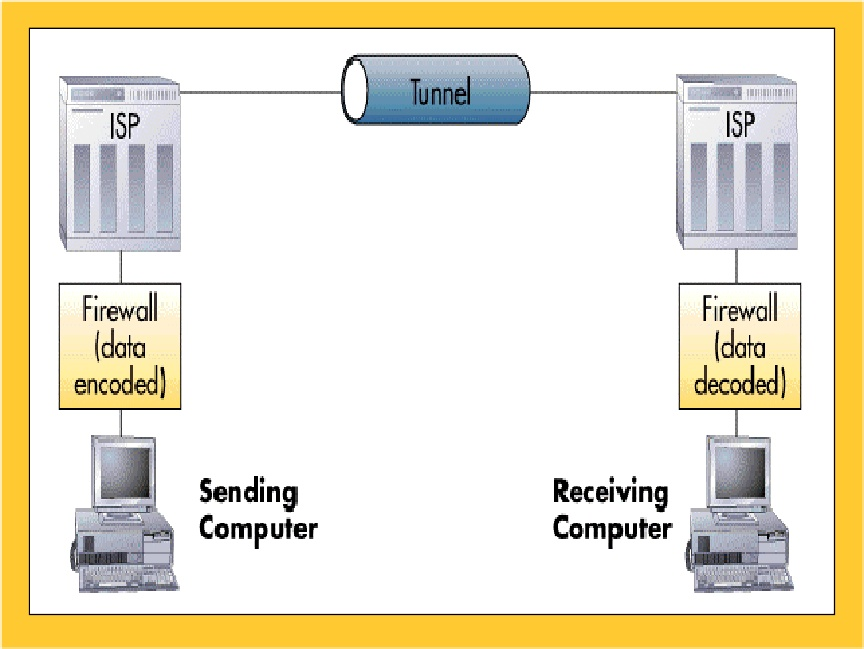 Tunnel
ISP
ISP
Firewall
(data
encoded)
Firewall
(data
decoded)
Sending
Computer
Receiving
Computer